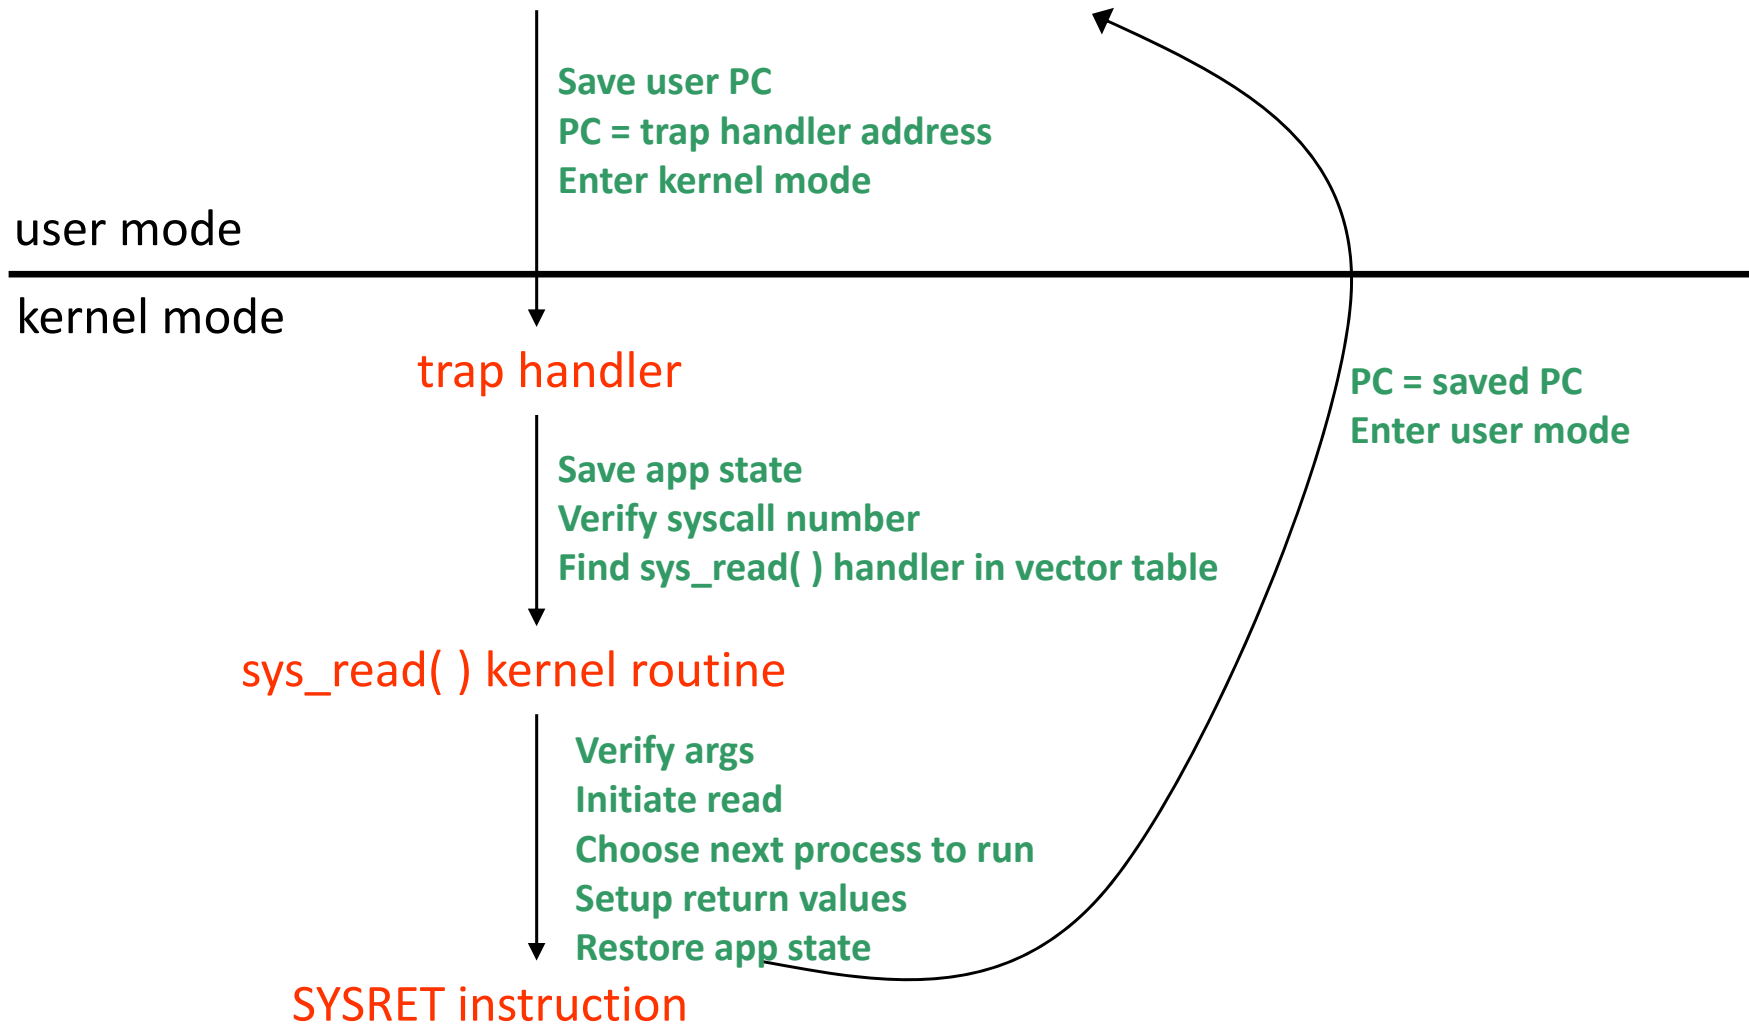 Save user PC
PC = trap handler address
Enter kernel mode
user mode
kernel mode
trap handler
PC = saved PC
Enter user mode
Save app state
Verify syscall number
Find sys_read( ) handler in vector table
sys_read( ) kernel routine
Verify args
Initiate read
Choose next process to run
Setup return values
Restore app state
SYSRET instruction